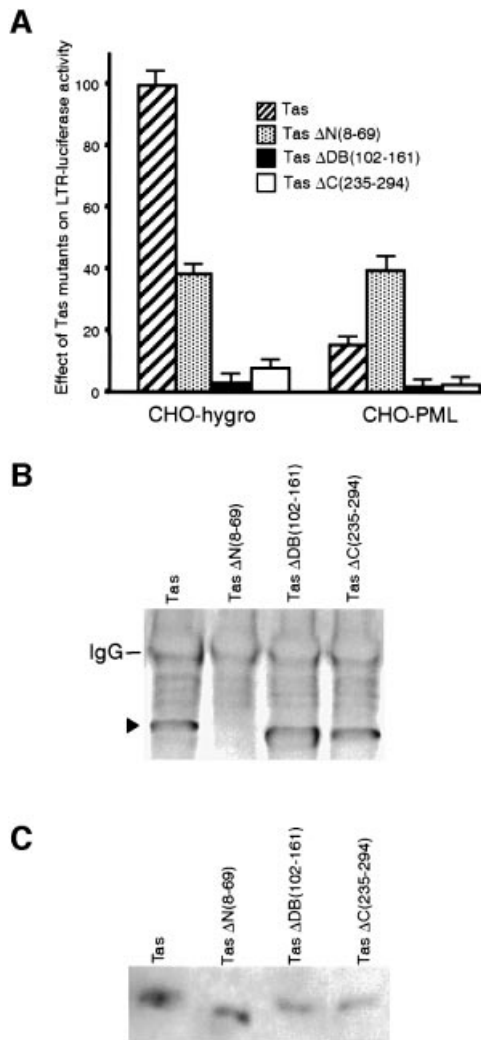 A
Effect of Tas mutants on LTR-luciferase activity
100
80
60
40
20
0
Tas
Tas ΔN(8-69)
Tas ΔDB(102-161)
Tas ΔC(235-294)
CHO-hygro
CHO-PML
B
Tas
Tas ΔN(8-69)
Tas ΔDB(102-161)
Tas ΔC(235-294)
IgG
C
Tas
Tas ΔN(8-69)
Tas ΔDB(102-161)
Tas ΔC(235-294)